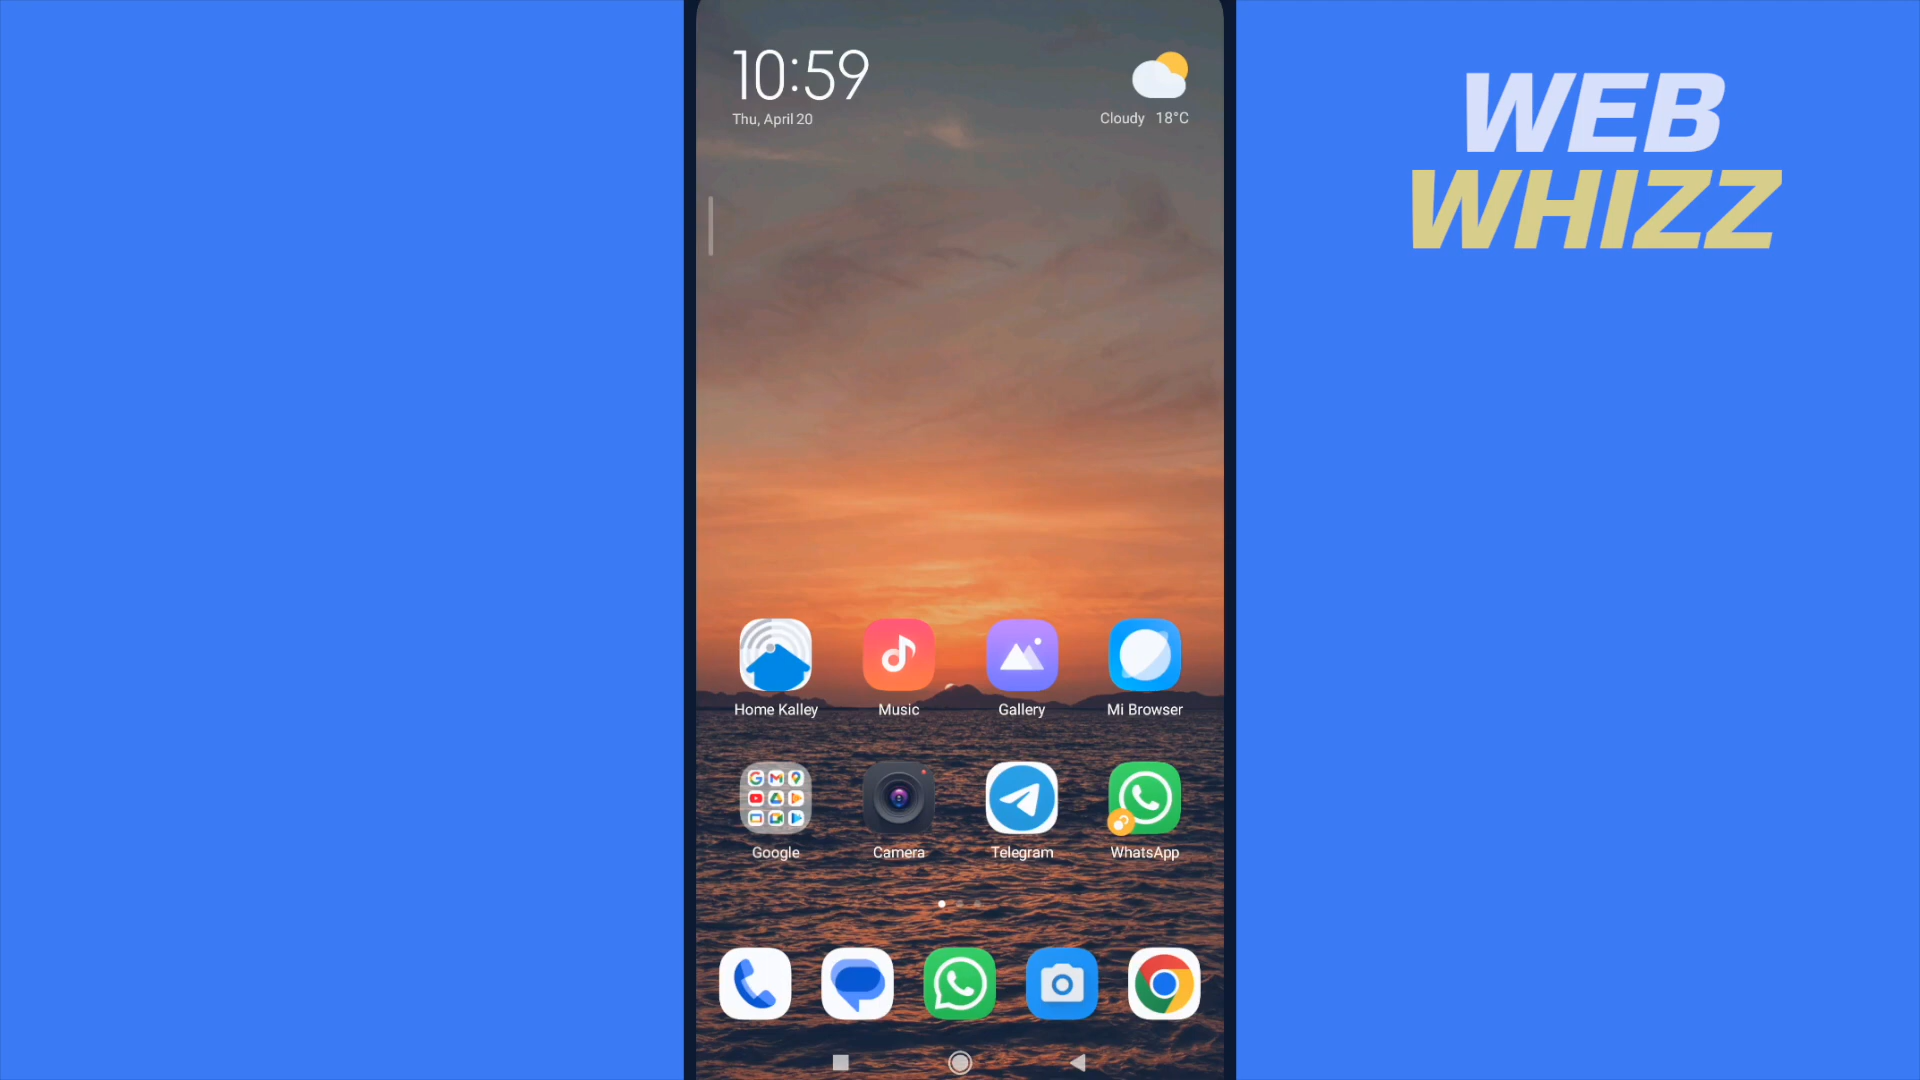 10:59
Thu, April 20
Cloudy 18°C
WEB
WHIZZ
Home Kalley
Music
Gallery
Mi Browser
Google
Camera
Telegram
WhatsApp